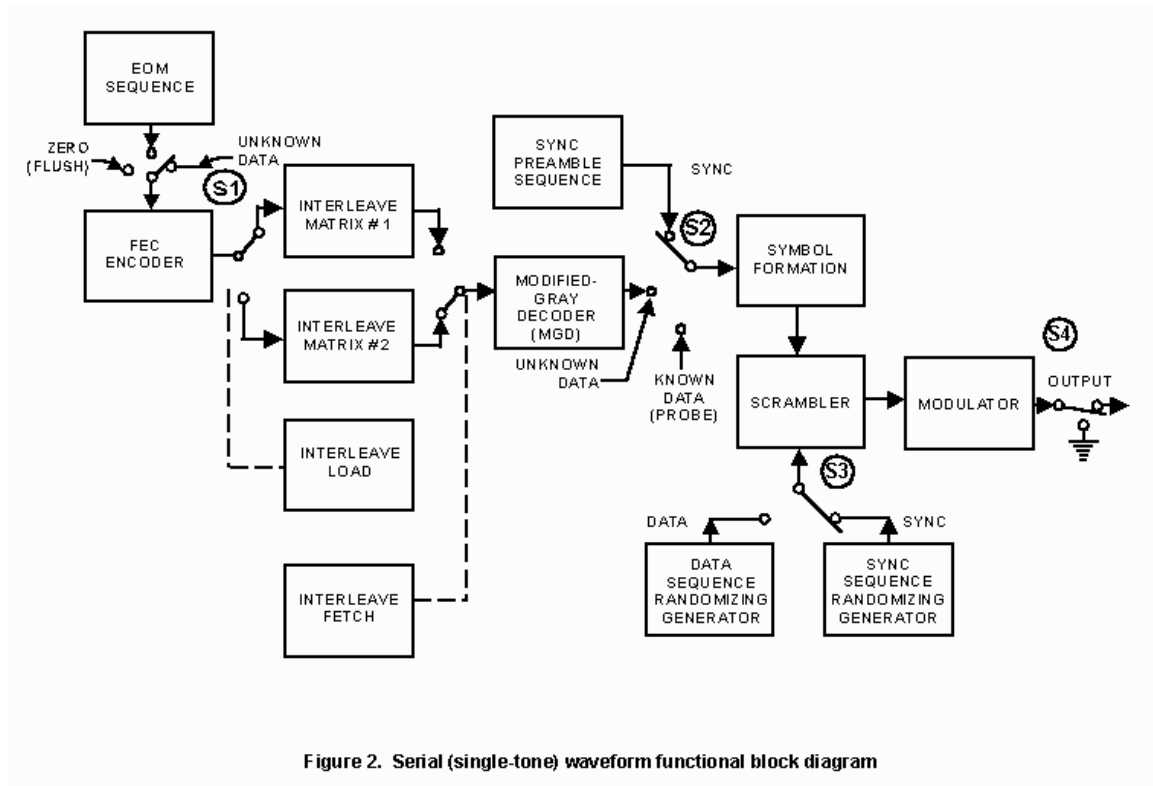 EOM
SEQUENCE
ZERO
(FLUSH)
UNKNOWN
DATA
S1
FEC
ENCODER
INTERLEAVE
MATRIX # 1
INTERLEAVE
MATRIX #2
INTERLEAVE
LOAD
INTERLEAVE
FETCH
SYNC
PREAMBLE
SEQUENCE
SYNC
S2
MODIFIED-
GRAY
DECODER
(MGD)
UNKNOWN
DATA
KNOWN
DATA
(PROBE)
SYMBOL
FORMATION
SCRAMBLER
MODULATOR
S4
OUTPUT
S3
DATA
SYNC
DATA
SEQUENCE
RANDOMIZING
GENERATOR
SYNC
SEQUENCE
RANDOMIZING
GENERATOR
Figure 2. Serial (single-tone) waveform functional block diagram